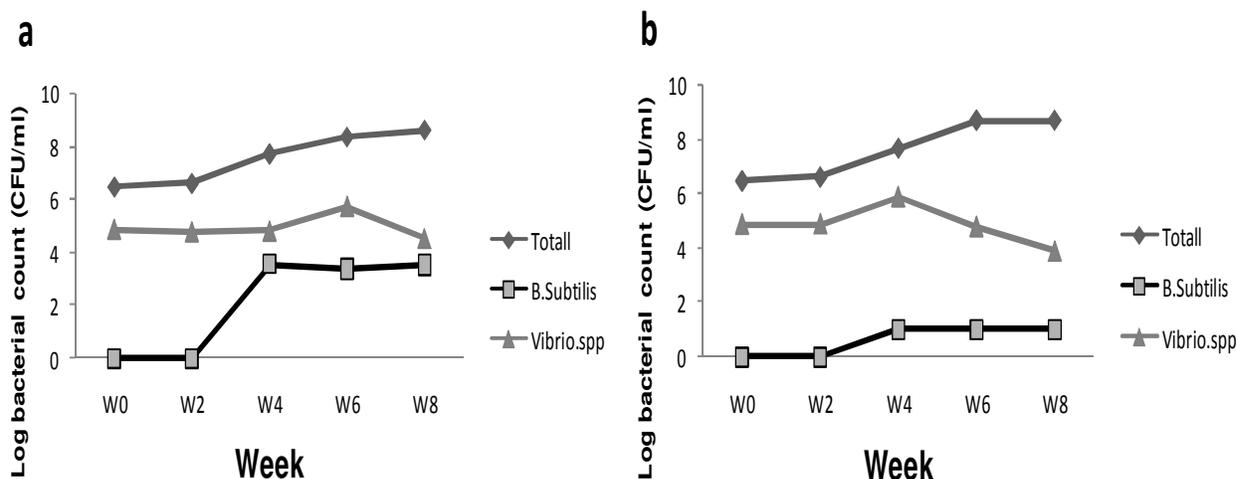 a
Log bacterial count (CFU/ml)
10
8
6
4
2
0
W0 W2 W4 W6 W8
Week
Totall
B.Subtilis
Vibrio.spp
b
Log bacterial count (CFU/ml)
10
8
6
4
2
0
W0 W2 W4 W6 W8
Week
Totall
B.Subtilis
Vibrio.spp